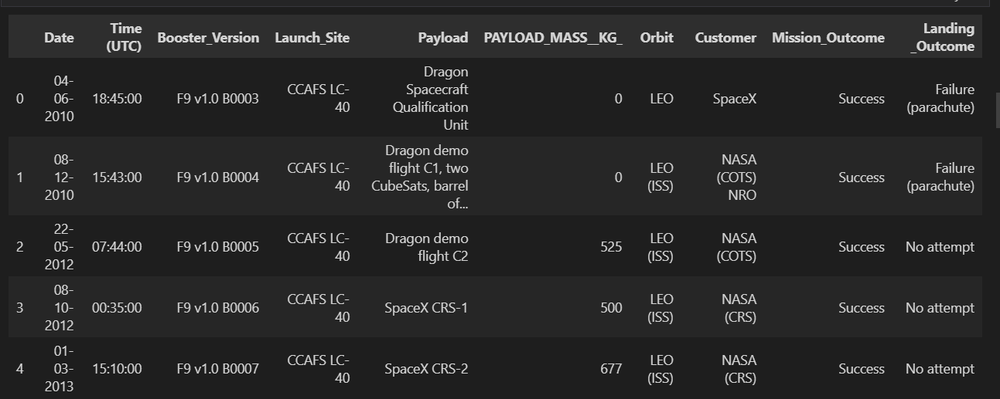 Date Time (UTC) Booster_Version Launch_Site Payload PAYLOAD_MASS__KG_ Orbit Customer Mission_Outcome Landing _Outcome
0 04-06-2010 18:45:00 F9 v1.0 B0003 CCAFS LC-40 Dragon Spacecraft Qualification Unit 0 LEO SpaceX Success Failure (parachute)
1 08-12-2010 15:43:00 F9 v1.0 B0004 CCAFS LC-40 Dragon demo flight C1, two CubeSats, barrel of... 0 LEO (ISS) NASA (COTS) NRO Success Failure (parachute)
2 22-05-2012 07:44:00 F9 v1.0 B0005 CCAFS LC-40 Dragon demo flight C2 525 LEO (ISS) NASA (COTS) Success No attempt
3 08-10-2012 00:35:00 F9 v1.0 B0006 CCAFS LC-40 SpaceX CRS-1 500 LEO (ISS) NASA (CRS) Success No attempt
4 01-03-2013 15:10:00 F9 v1.0 B0007 CCAFS LC-40 SpaceX CRS-2 677 LEO (ISS) NASA (CRS) Success No attempt